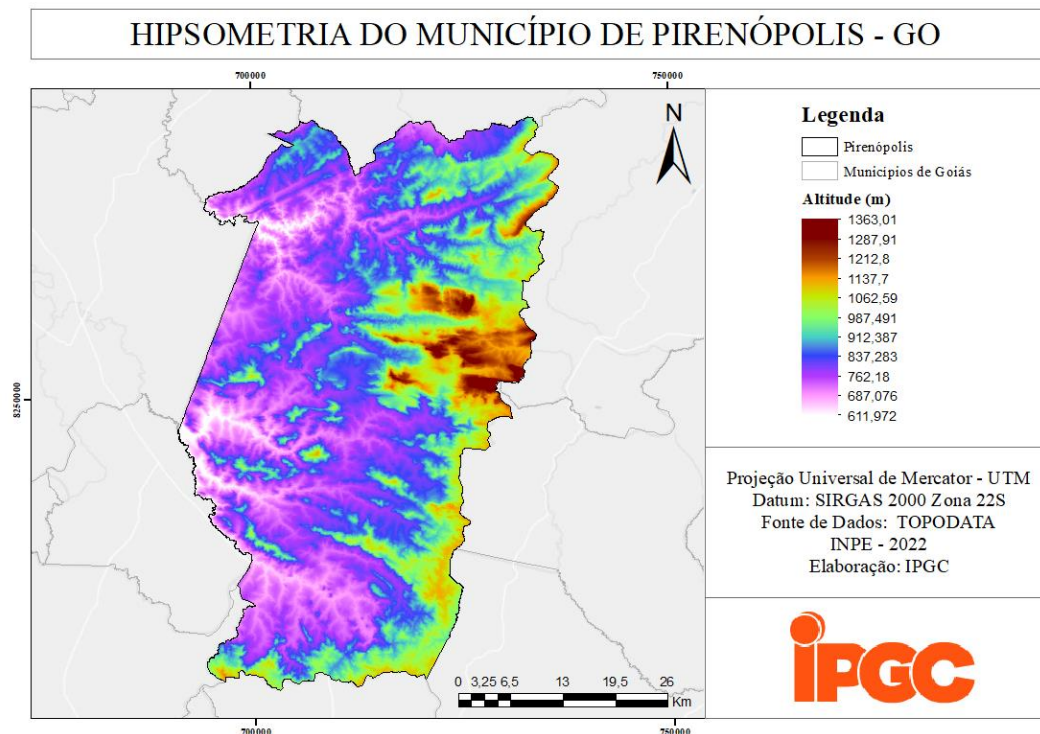 HIPSOMETRIA DO MUNICÍPIO DE PIRENÓPOLIS - GO
700000
750000
N
8250000
0 3,25 6,5 13 19,5 26
Km
700000
750000
Legenda
Pirenópolis
Municípios de Goiás
Altitude (m)
1363,01
1287,91
1212,8
1137,7
1062,59
987,491
912,387
837,283
762,18
687,076
611,972
Projeção Universal de Mercator - UTM
Datum: SIRGAS 2000 Zona 22S
Fonte de Dados: TOPODATA
INPE - 2022
Elaboração: IPGC
iPGC